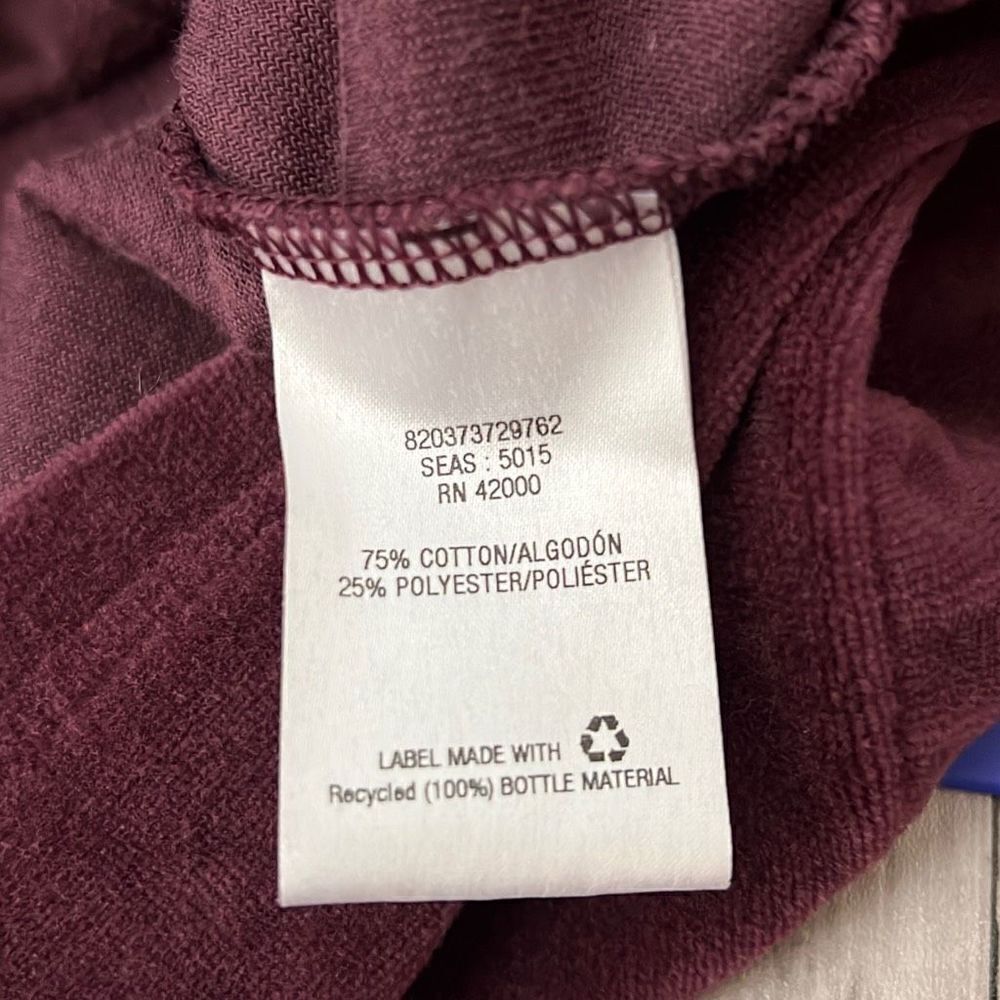 820373729762
SEAS : 5015
RN 42000
75% COTTON/ALGODÓN
25% POLYESTER/POLIÉSTER
LABEL MADE WITH
Recycled (100%) BOTTLE MATERIAL